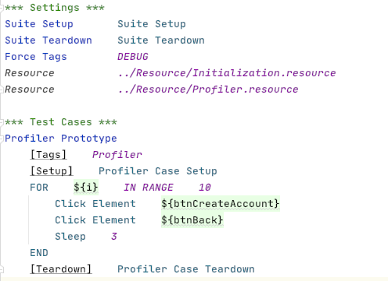 *** Settings ***
Suite Setup    Suite Setup
Suite Teardown    Suite Teardown
Force Tags    DEBUG
Resource    ../Resource/Initialization.resource
Resource    ../Resource/Profiler.resource
*** Test Cases ***
Profiler Prototype
[Tags]    Profiler
[Setup]    Profiler Case Setup
FOR    ${i}    IN RANGE    10
Click Element    ${btnCreateAccount}
Click Element    ${btnBack}
Sleep    3
END
[Teardown]    Profiler Case Teardown